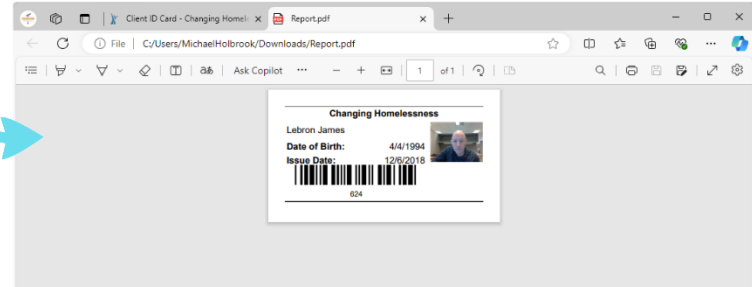 Client ID Card - Changing Homel
Report.pdf
File
C:/Users/MichaelHolbrook/Downloads/Report.pdf
Ask Copilot
1
of 1
Changing Homelessness
Lebron James
Date of Birth: 4/4/1994
Issue Date: 12/6/2018
624